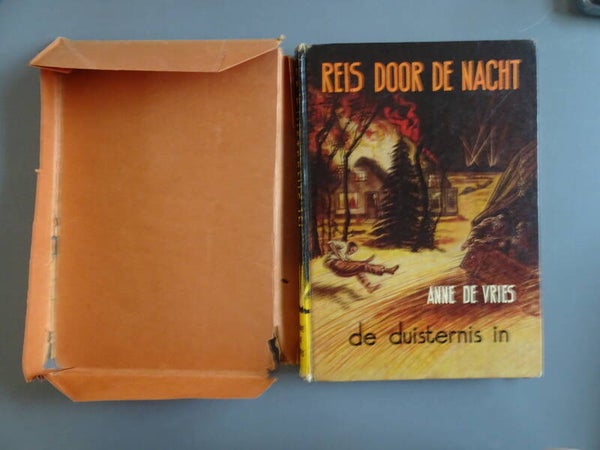 REIS DOOR DE NACHT
ANNE DE VRIES
de duisternis in